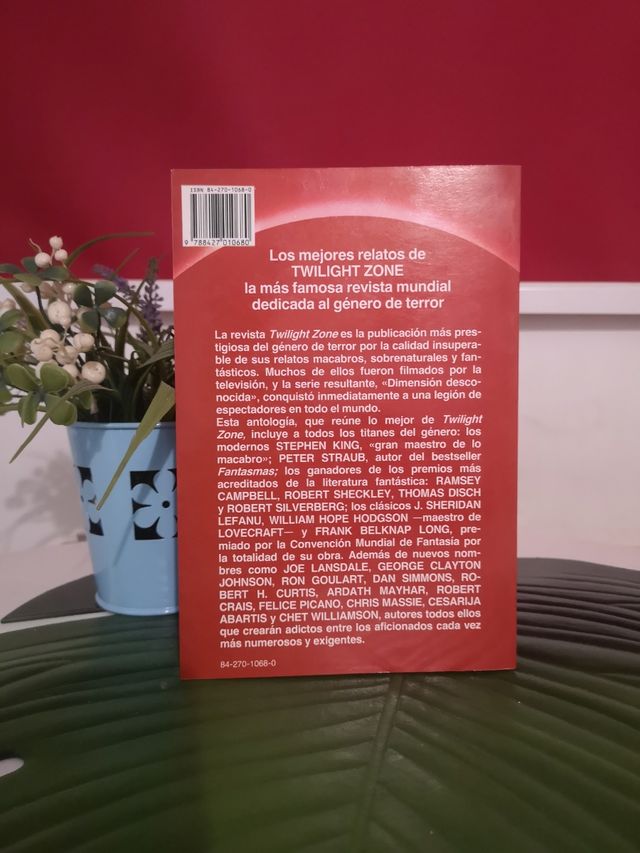 ISBN 84-270-1068-0
9 788427 010680
Los mejores relatos de
TWILIGHT ZONE
la más famosa revista mundial
dedicada al género de terror
La revista Twilight Zone es la publicación más pres-
tigiosa del género de terror por la calidad insupera-
ble de sus relatos macabros, sobrenaturales y fan-
tásticos. Muchos de ellos fueron filmados por la
televisión, y la serie resultante, «Dimensión desco-
nocida», conquistó inmediatamente a una legión de
espectadores en todo el mundo.
Esta antología, que reúne lo mejor de Twilight
Zone, incluye a todos los titanes del género: los
modernos STEPHEN KING, «gran maestro de lo
macabro»; PETER STRAUB, autor del bestseller
Fantasmas; los ganadores de los premios más
acreditados de la literatura fantástica: RAMSEY
CAMPBELL, ROBERT SHECKLEY, THOMAS DISCH
y ROBERT SILVERBERG; los clásicos J. SHERIDAN
LEFANU, WILLIAM HOPE HODGSON —maestro de
LOVECRAFT— y FRANK BELKNAP LONG, pre-
miado por la Convención Mundial de Fantasía por
la totalidad de su obra. Además de nuevos nom-
bres como JOE LANSDALE, GEORGE CLAYTON
JOHNSON, RON GOULART, DAN SIMMONS, RO-
BERT H. CURTIS, ARDATH MAYHAR, ROBERT
CRAIS, FELICE PICANO, CHRIS MASSIE, CESARIJA
ABARTIS y CHET WILLIAMSON, autores todos ellos
que crearán adictos entre los aficionados cada vez
más numerosos y exigentes.
84-270-1068-0